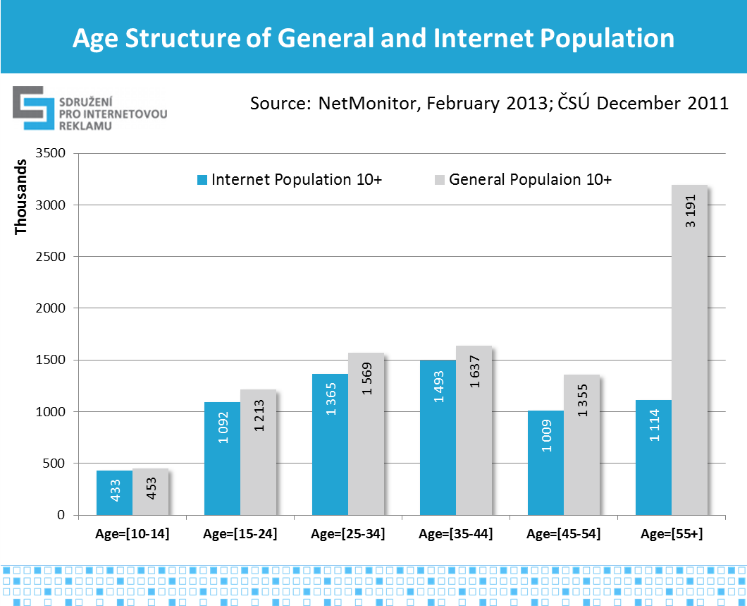 Age Structure of General and Internet Population
SDRUŽENÍ
PRO INTERNETOVOU
REKLAMU
Source: NetMonitor, February 2013; ČSÚ December 2011
Thousands
Internet Population 10+
General Populaion 10+
3500
3000
2500
2000
1500
1000
500
0
433
453
1 092
1 213
1 365
1 569
1 493
1 637
1 009
1 355
1 114
3 191
Age=[10-14]
Age=[15-24]
Age=[25-34]
Age=[35-44]
Age=[45-54]
Age=[55+]